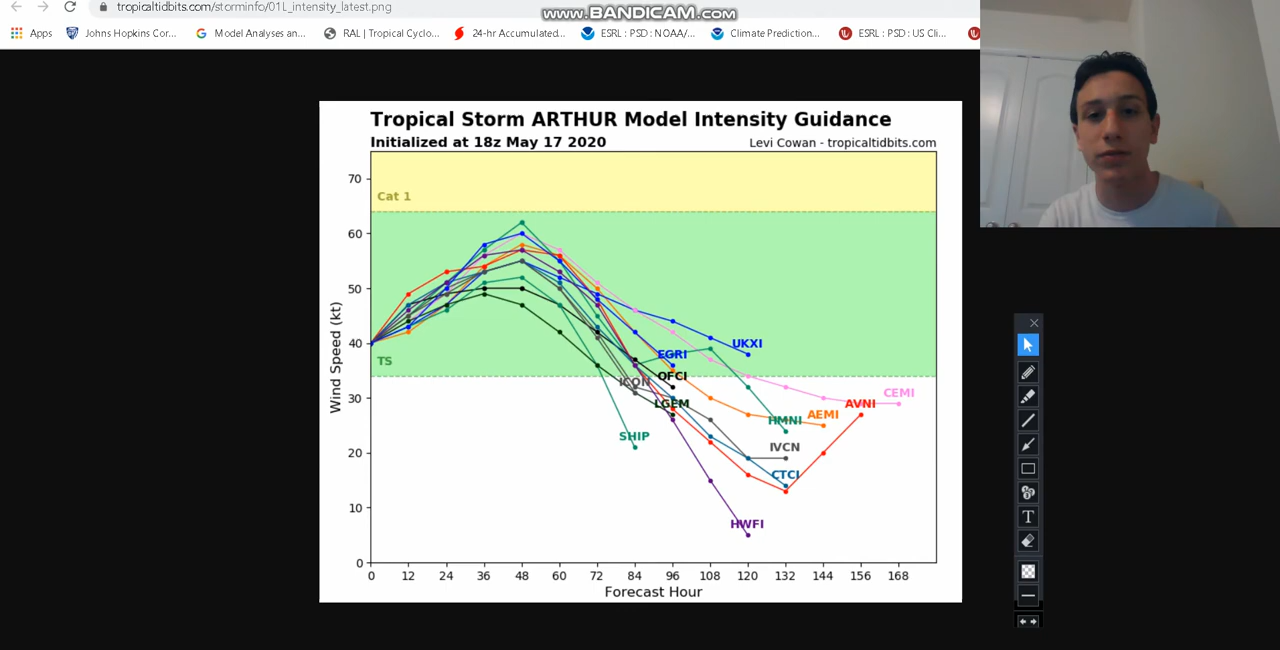 tropicaltidbits.com/storminfo/01L_intensity_latest.png
www.BANDICAM.com
Apps
Johns Hopkins Cor...
Model Analyses an...
RAL | Tropical Cyclo...
24-hr Accumulated...
ESRL : PSD : NOAA/...
Climate Prediction...
ESRL : PSD : US Cli...
Tropical Storm ARTHUR Model Intensity Guidance
Initialized at 18z May 17 2020
Levi Cowan - tropicaltidbits.com
Wind Speed (kt)
70
60
50
40
30
20
10
0
Cat 1
TS
UKXI
EGRI
OFCI
ICON
CEMI
LGEM
AVNI
AEMI
HMNI
SHIP
IVCN
CTCI
HWFI
0 12 24 36 48 60 72 84 96 108 120 132 144 156 168
Forecast Hour
T